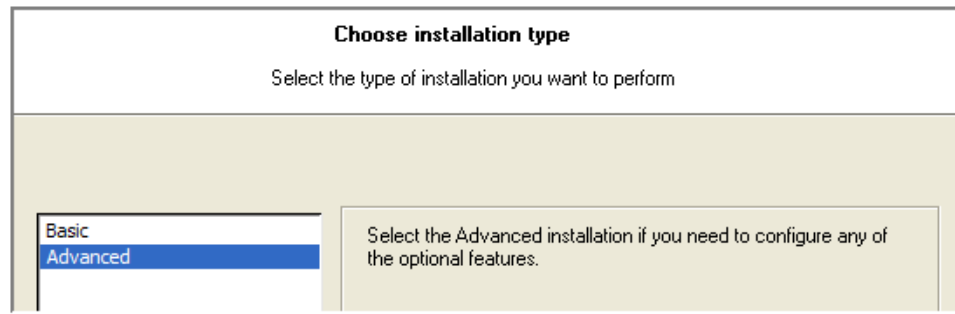 Choose installation type
Select the type of installation you want to perform
Basic
Advanced
Select the Advanced installation if you need to configure any of
the optional features.